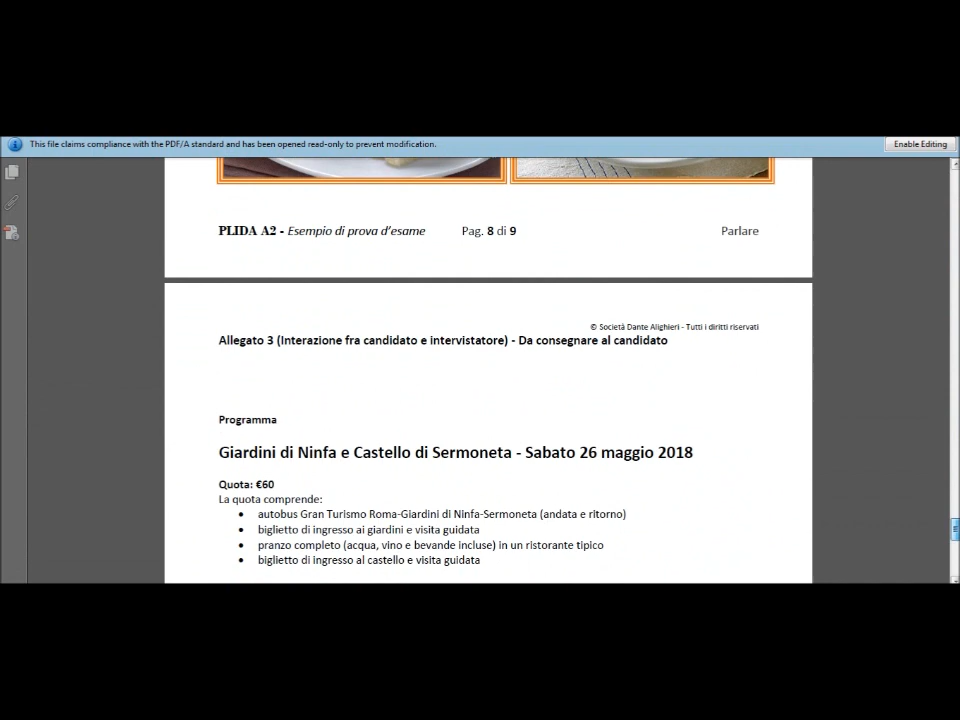 This file claims compliance with the PDF/A standard and has been opened read-only to prevent modification.
Enable Editing
PLIDA A2 - Esempio di prova d'esame Pag. 8 di 9 Parlare
© Società Dante Alighieri - Tutti i diritti riservati
Allegato 3 (Interazione fra candidato e intervistatore) - Da consegnare al candidato
Programma
Giardini di Ninfa e Castello di Sermoneta - Sabato 26 maggio 2018
Quota: €60
La quota comprende:
• autobus Gran Turismo Roma-Giardini di Ninfa-Sermoneta (andata e ritorno)
• biglietto di ingresso ai giardini e visita guidata
• pranzo completo (acqua, vino e bevande incluse) in un ristorante tipico
• biglietto di ingresso al castello e visita guidata